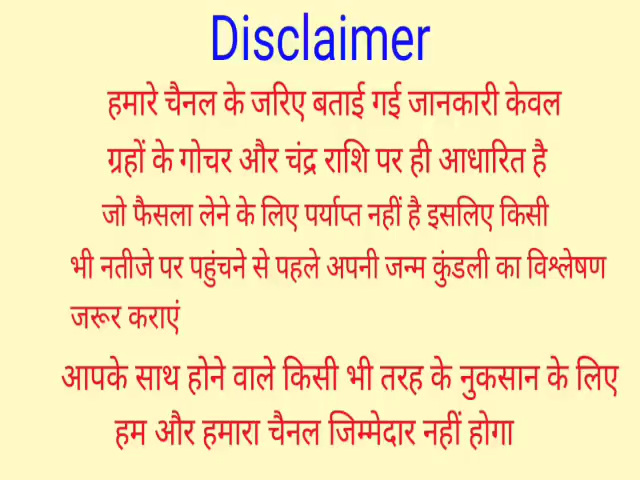 Disclaimer
हमारे चैनल के जरिए बताई गई जानकारी केवल
ग्रहों के गोचर और चंद्र राशि पर ही आधारित है
जो फैसला लेने के लिए पर्याप्त नहीं है इसलिए किसी
भी नतीजे पर पहुंचने से पहले अपनी जन्म कुंडली का विश्लेषण
जरूर कराएं
आपके साथ होने वाले किसी भी तरह के नुकसान के लिए
हम और हमारा चैनल जिम्मेदार नहीं होगा